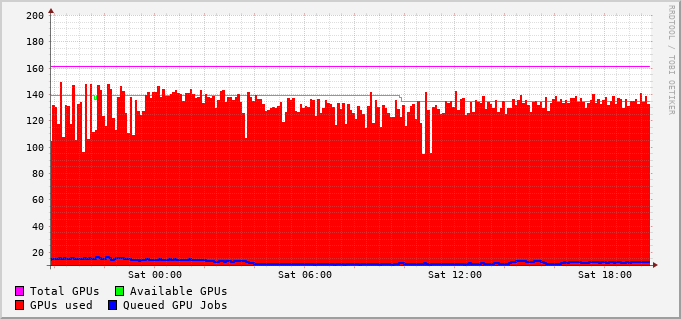 200
180
160
140
120
100
80
60
40
20
Sat 00:00 Sat 06:00 Sat 12:00 Sat 18:00
Total GPUs Available GPUs
GPUs used Queued GPU Jobs
RRDTOOL / TOBI OETIKER